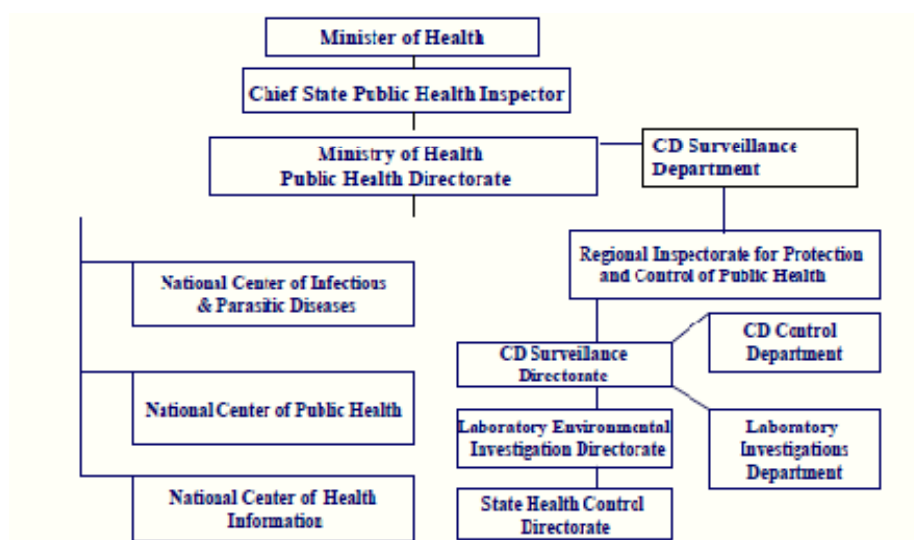 Minister of Health
Chief State Public Health Inspector
Ministry of Health
Public Health Directorate
CD Surveillance
Department
Regional Inspectorate for Protection
and Control of Public Health
National Center of Infectious
& Parasitic Diseases
CD Control
Department
CD Surveillance
Directorate
National Center of Public Health
Laboratory Environmental
Investigation Directorate
Laboratory
Investigations
Department
National Center of Health
Information
State Health Control
Directorate